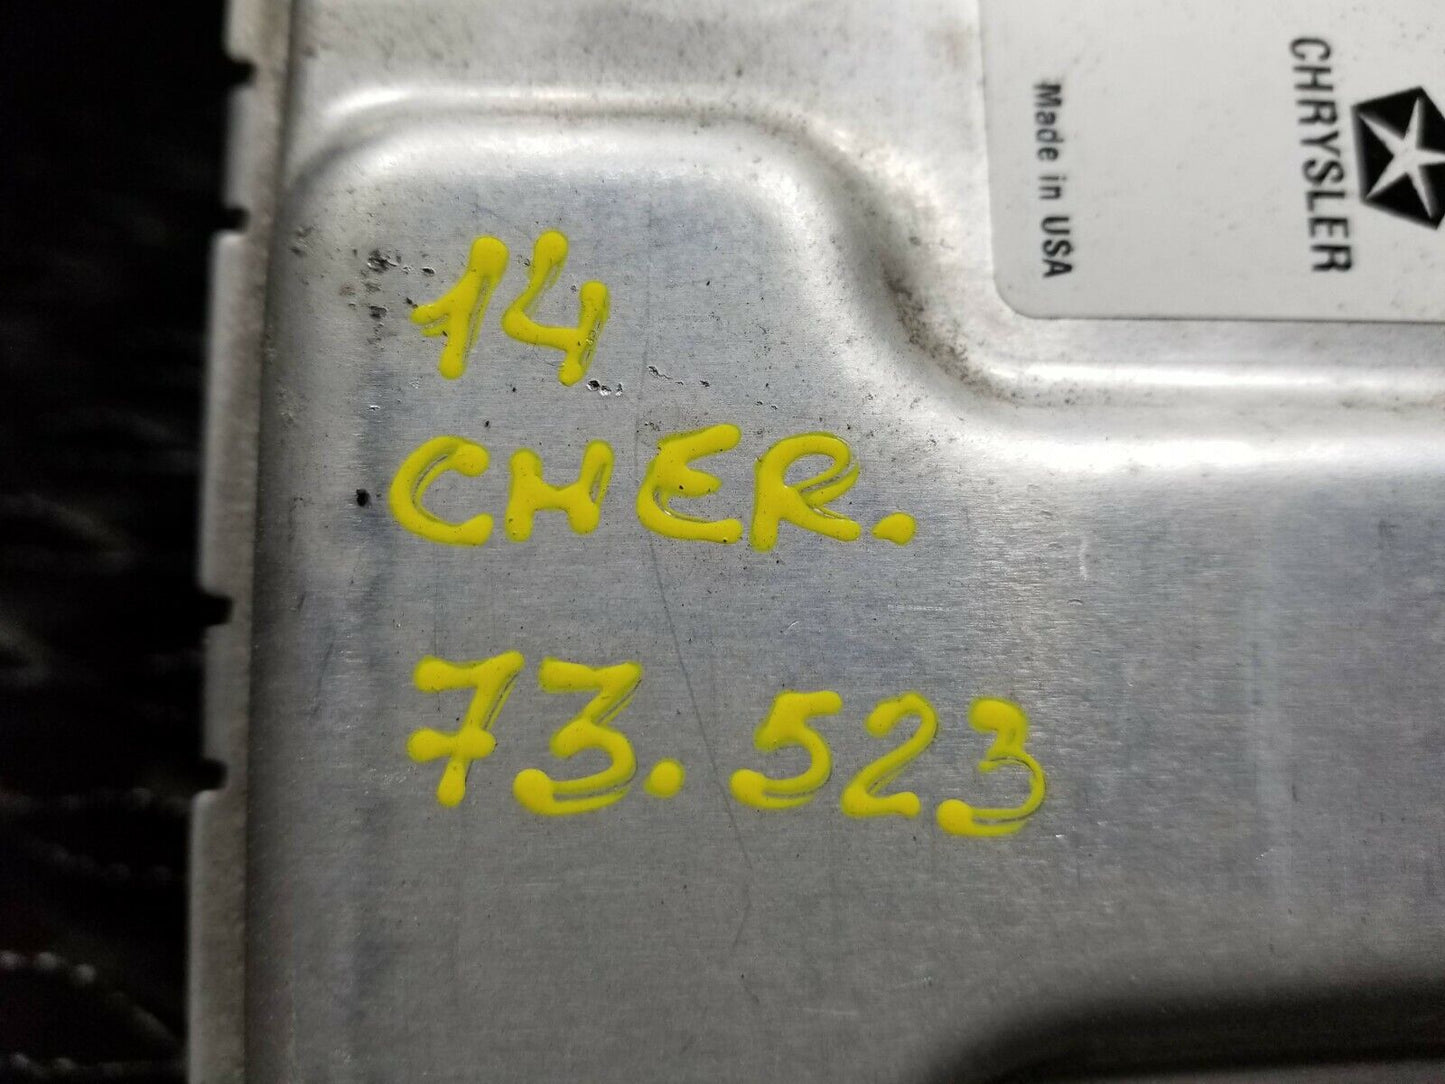 14
CHER.
73.523
Made in USA
CHRYSLER